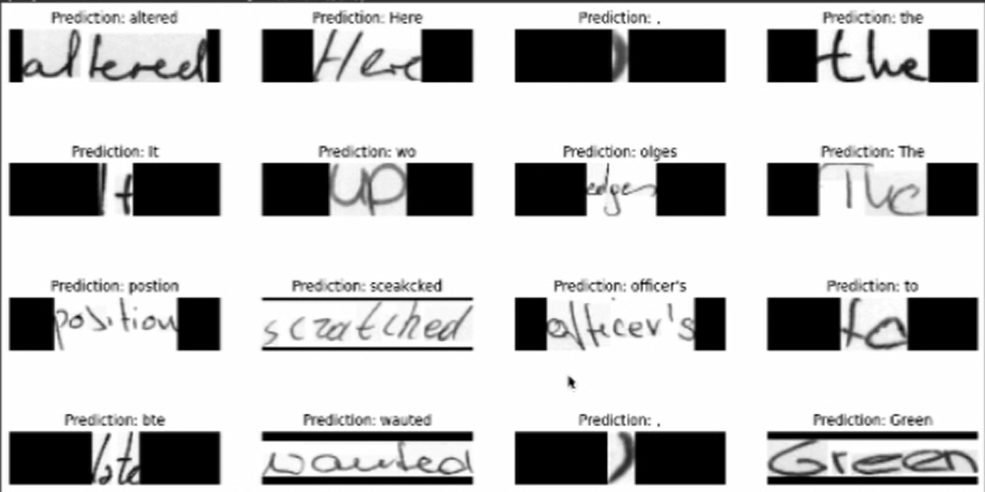 Prediction: altered Prediction: Here Prediction: , Prediction: the
altered Here ) the
Prediction: It Prediction: wo Prediction: olges Prediction: The
It up edges The
Prediction: postion Prediction: sceakcked Prediction: officer's Prediction: to
position scratched officer's to
Prediction: bte Prediction: wauted Prediction: , Prediction: Green
late wanted ) Green